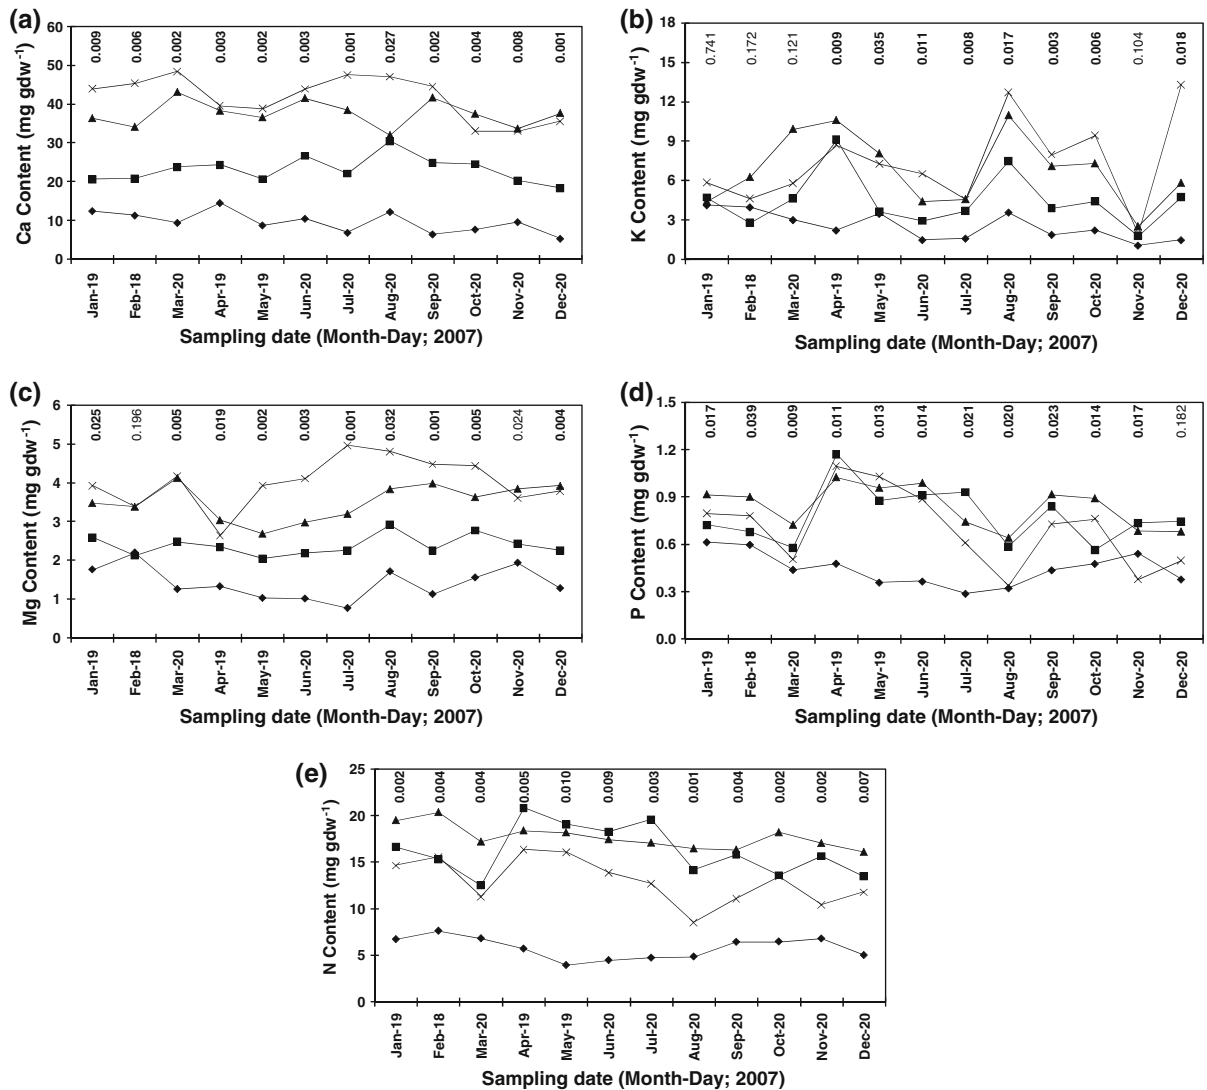 (a)
Ca Content (mg gdw⁻¹)
60
50
40
30
20
10
0
0.009 0.006 0.002 0.003 0.002 0.002 0.001 0.027 0.002 0.004 0.008 0.001
Jan-19 Feb-18 Mar-20 Apr-19 May-19 Jun-20 Jul-20 Aug-20 Sep-20 Oct-20 Nov-20 Dec-20
Sampling date (Month-Day; 2007)
(b)
K Content (mg gdw⁻¹)
18
15
12
9
6
3
0
0.741 0.172 0.121 0.009 0.035 0.011 0.008 0.017 0.003 0.006 0.104 0.018
Jan-19 Feb-18 Mar-20 Apr-19 May-19 Jun-20 Jul-20 Aug-20 Sep-20 Oct-20 Nov-20 Dec-20
Sampling date (Month-Day; 2007)
(c)
Mg Content (mg gdw⁻¹)
6
5
4
3
2
1
0
0.025 0.196 0.005 0.019 0.002 0.003 0.001 0.032 0.001 0.005 0.024 0.004
Jan-19 Feb-18 Mar-20 Apr-19 May-19 Jun-20 Jul-20 Aug-20 Sep-20 Oct-20 Nov-20 Dec-20
Sampling date (Month-Day; 2007)
(d)
P Content (mg gdw⁻¹)
1.5
1.2
0.9
0.6
0.3
0.0
0.017 0.039 0.009 0.011 0.013 0.014 0.021 0.020 0.023 0.014 0.017 0.182
Jan-19 Feb-18 Mar-20 Apr-19 May-19 Jun-20 Jul-20 Aug-20 Sep-20 Oct-20 Nov-20 Dec-20
Sampling date (Month-Day; 2007)
(e)
N Content (mg gdw⁻¹)
25
20
15
10
5
0
0.002 0.004 0.004 0.005 0.010 0.009 0.003 0.001 0.004 0.002 0.002 0.007
Jan-19 Feb-18 Mar-20 Apr-19 May-19 Jun-20 Jul-20 Aug-20 Sep-20 Oct-20 Nov-20 Dec-20
Sampling date (Month-Day; 2007)